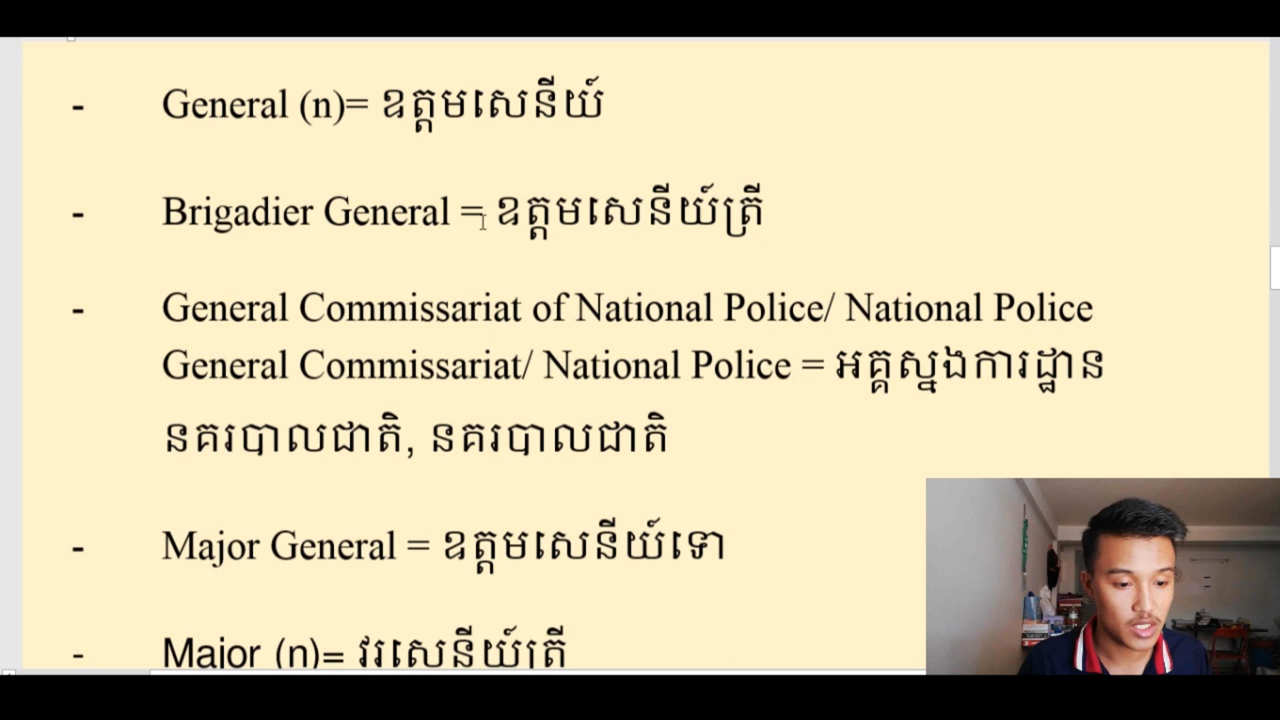 - General (n)= ឧត្តមសេនីយ៍
- Brigadier General = ឧត្តមសេនីយ៍ត្រី
- General Commissariat of National Police/ National Police
General Commissariat/ National Police = អគ្គស្នងការដ្ឋាន
នគរបាលជាតិ, នគរបាលជាតិ
- Major General = ឧត្តមសេនីយ៍ទោ
- Major (n)= វរសេនីយ៍ត្រី